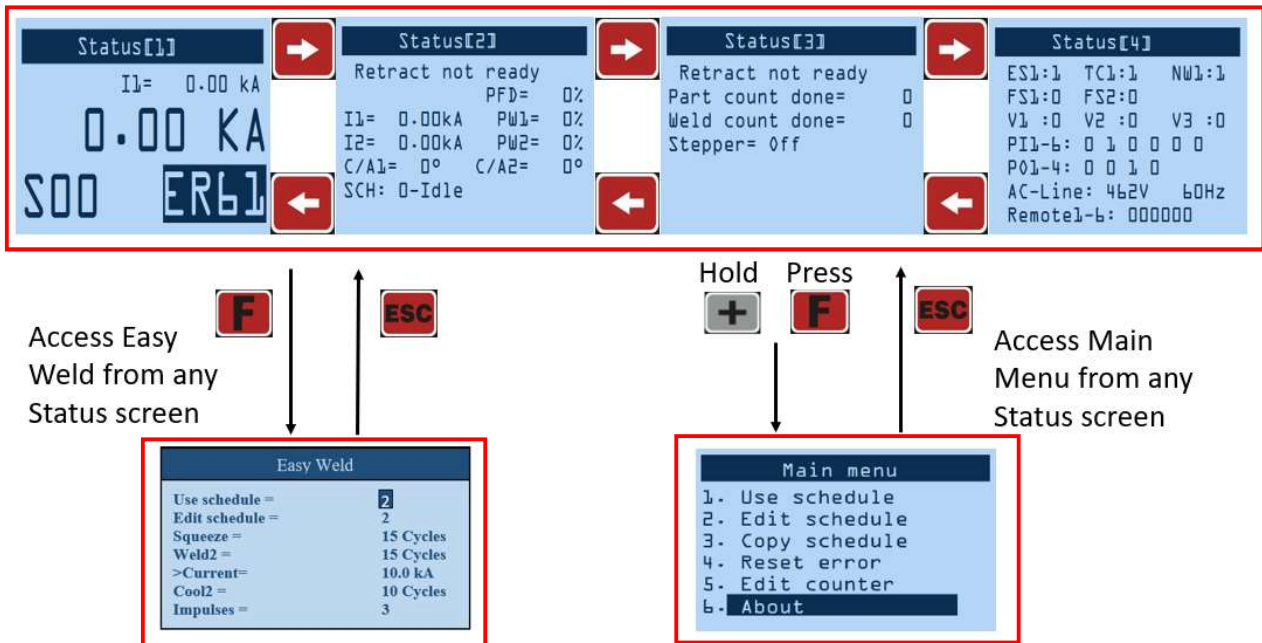 Status[1]
I1= 0.00 kA
0.00 KA
S00 ER61
Status[2]
Retract not ready
PFD= 0%
I1= 0.00kA PW1= 0%
I2= 0.00kA PW2= 0%
C/A1= 0° C/A2= 0°
SCH: 0-Idle
Status[3]
Retract not ready
Part count done= 0
Weld count done= 0
Stepper= Off
Status[4]
ES1:1 TC1:1 NW1:1
FS1:0 FS2:0
V1 :0 V2 :0 V3 :0
PI1-6: 0 1 0 0 0 0
PO1-4: 0 0 1 0
AC-Line: 462V 60Hz
Remote1-6: 000000
F
ESC
Access Easy
Weld from any
Status screen
Hold Press
+ F
ESC
Access Main
Menu from any
Status screen
Easy Weld
Use schedule = 2
Edit schedule = 2
Squeeze = 15 Cycles
Weld2 = 15 Cycles
>Current= 10.0 kA
Cool2 = 10 Cycles
Impulses = 3
Main menu
1. Use schedule
2. Edit schedule
3. Copy schedule
4. Reset error
5. Edit counter
6. About